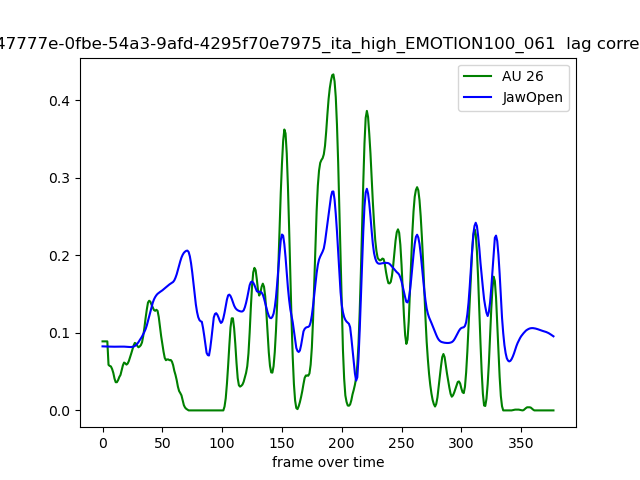 47777e-0fbe-54a3-9afd-4295f70e7975_ita_high_EMOTION100_061 lag corre
AU 26
JawOpen
0.4
0.3
0.2
0.1
0.0
0 50 100 150 200 250 300 350
frame over time